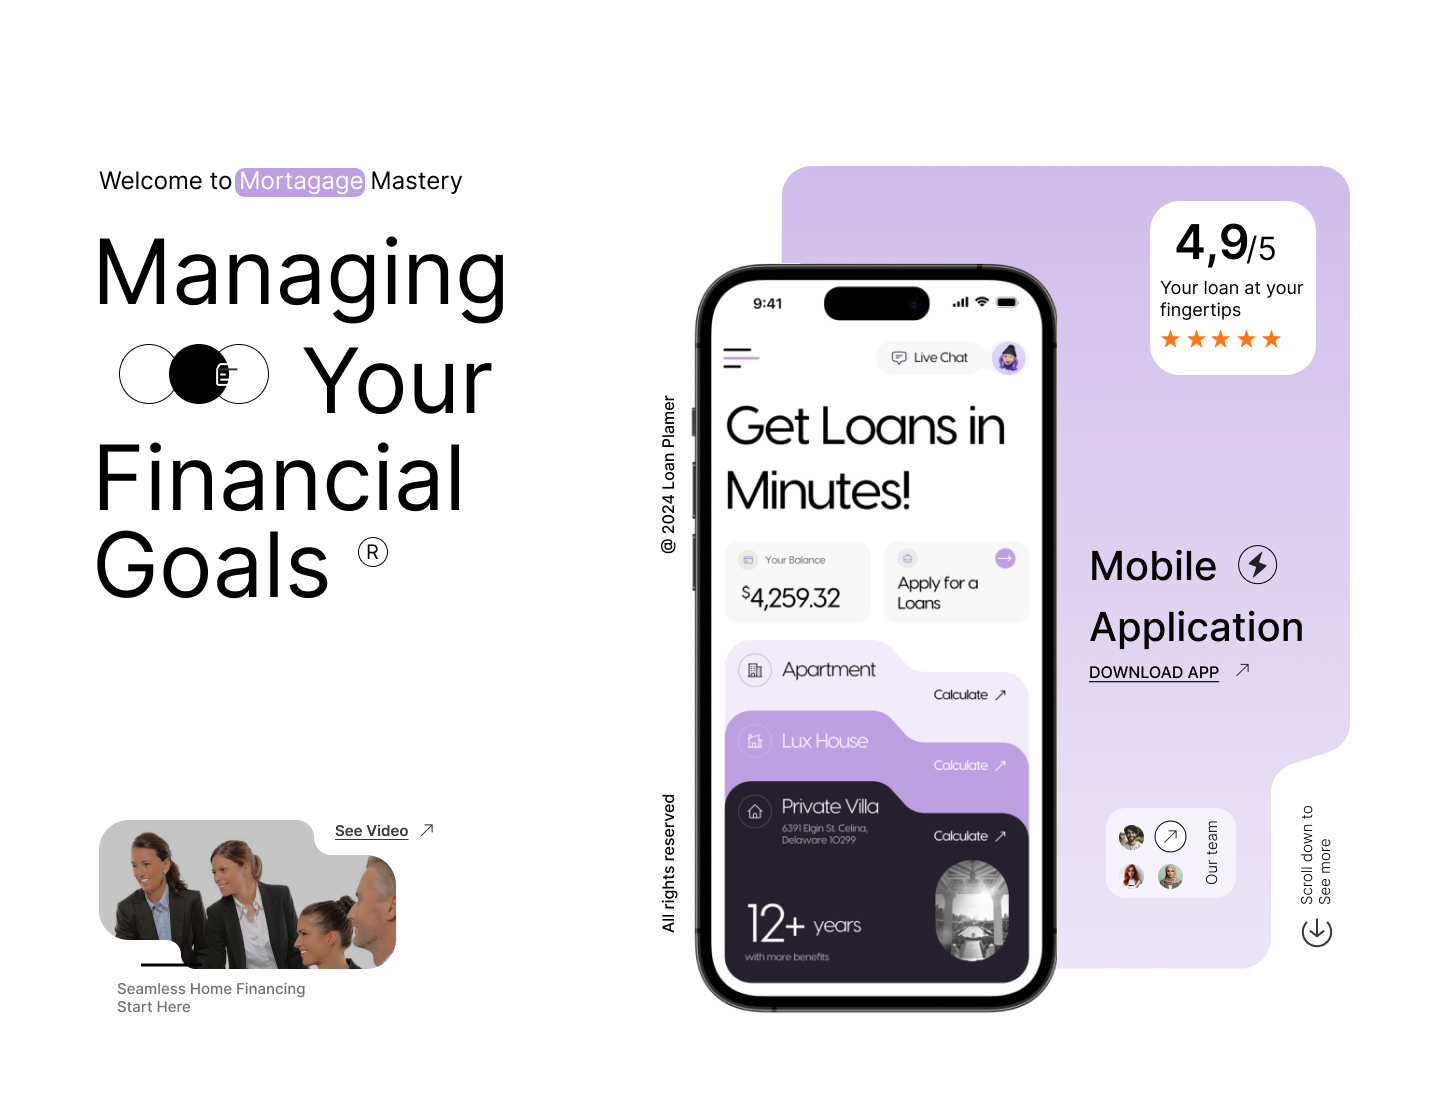 Welcome to Mortagage Mastery
Managing
Your
Financial
Goals ®
See Video
Seamless Home Financing
Start Here
@ 2024 Loan Plamer
All rights reserved
9:41
Live Chat
Get Loans in
Minutes!
Your Balance
$4,259.32
Apply for a
Loans
Apartment
Calculate
Lux House
Calculate
Private Villa
6391 Elgin St. Celina,
Delaware 10299
Calculate
12+ years
with more benefits
4,9/5
Your loan at your
fingertips
Mobile
Application
DOWNLOAD APP
Our team
Scroll down to
See more